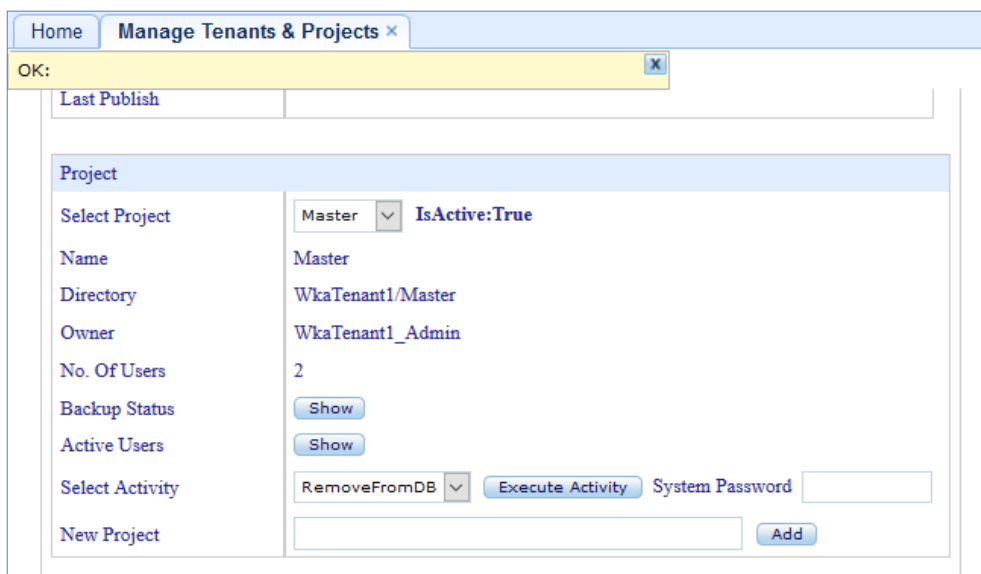 Home Manage Tenants & Projects ×
OK: x
Last Publish
Project
Select Project Master IsActive:True
Name Master
Directory WkaTenant1/Master
Owner WkaTenant1_Admin
No. Of Users 2
Backup Status Show
Active Users Show
Select Activity RemoveFromDB Execute Activity System Password
New Project Add